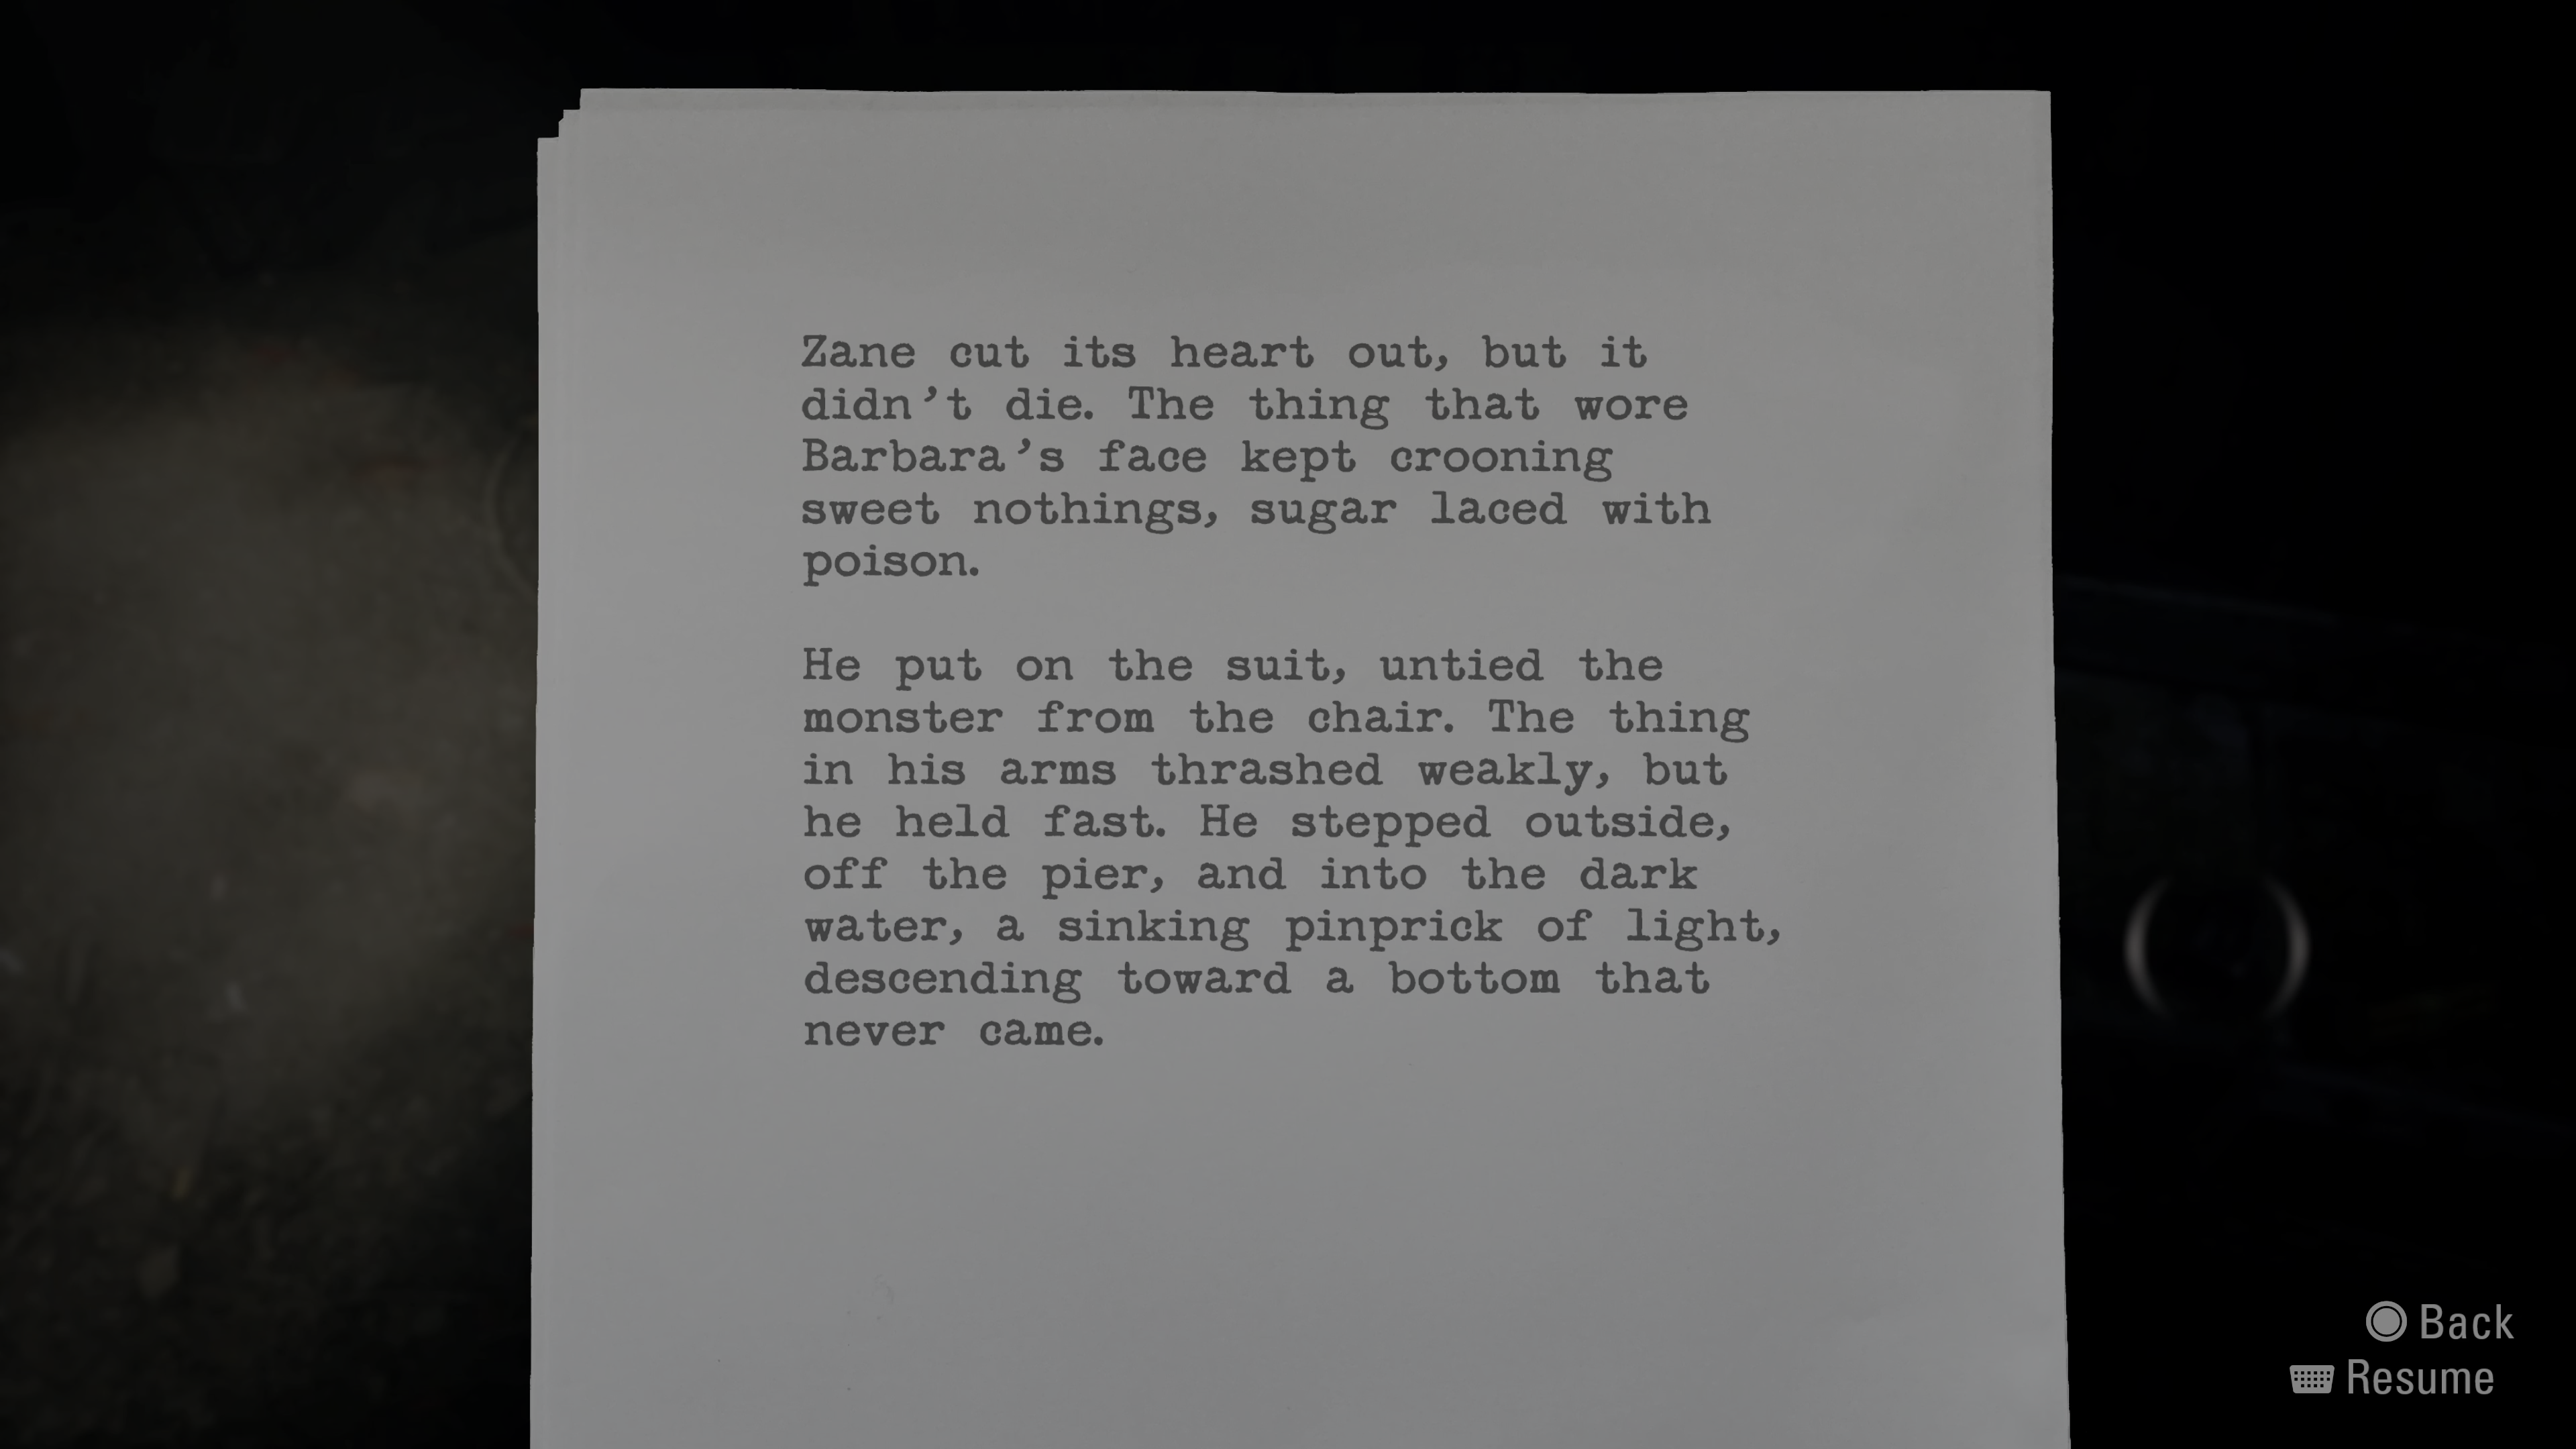 Zane cut its heart out, but it
didn’t die. The thing that wore
Barbara’s face kept crooning
sweet nothings, sugar laced with
poison.
He put on the suit, untied the
monster from the chair. The thing
in his arms thrashed weakly, but
he held fast. He stepped outside,
off the pier, and into the dark
water, a sinking pinprick of light,
descending toward a bottom that
never came.
Back
Resume